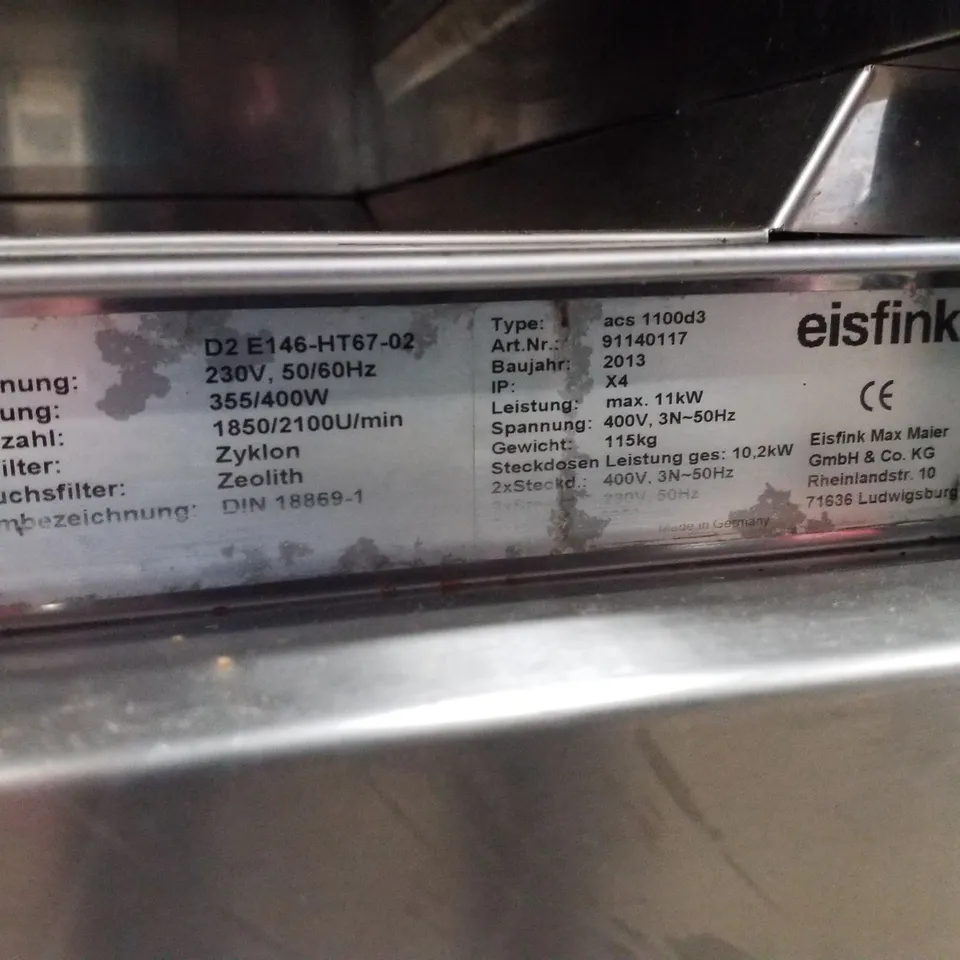 D2 E146-HT67-02
nung: 230V, 50/60Hz
ung: 355/400W
zahl: 1850/2100U/min
ilter: Zyklon
uchsfilter: Zeolith
mbezeichnung: DIN 18869-1
Type: acs 1100d3
Art.Nr.: 91140117
Baujahr: 2013
IP: X4
Leistung: max. 11kW
Spannung: 400V, 3N~50Hz
Gewicht: 115kg
Steckdosen Leistung ges: 10,2kW
2xSteckd.: 400V, 3N~50Hz
230V, 50Hz
Made in Germany
eisfink
CE
Eisfink Max Maier
GmbH & Co. KG
Rheinlandstr. 10
71636 Ludwigsburg